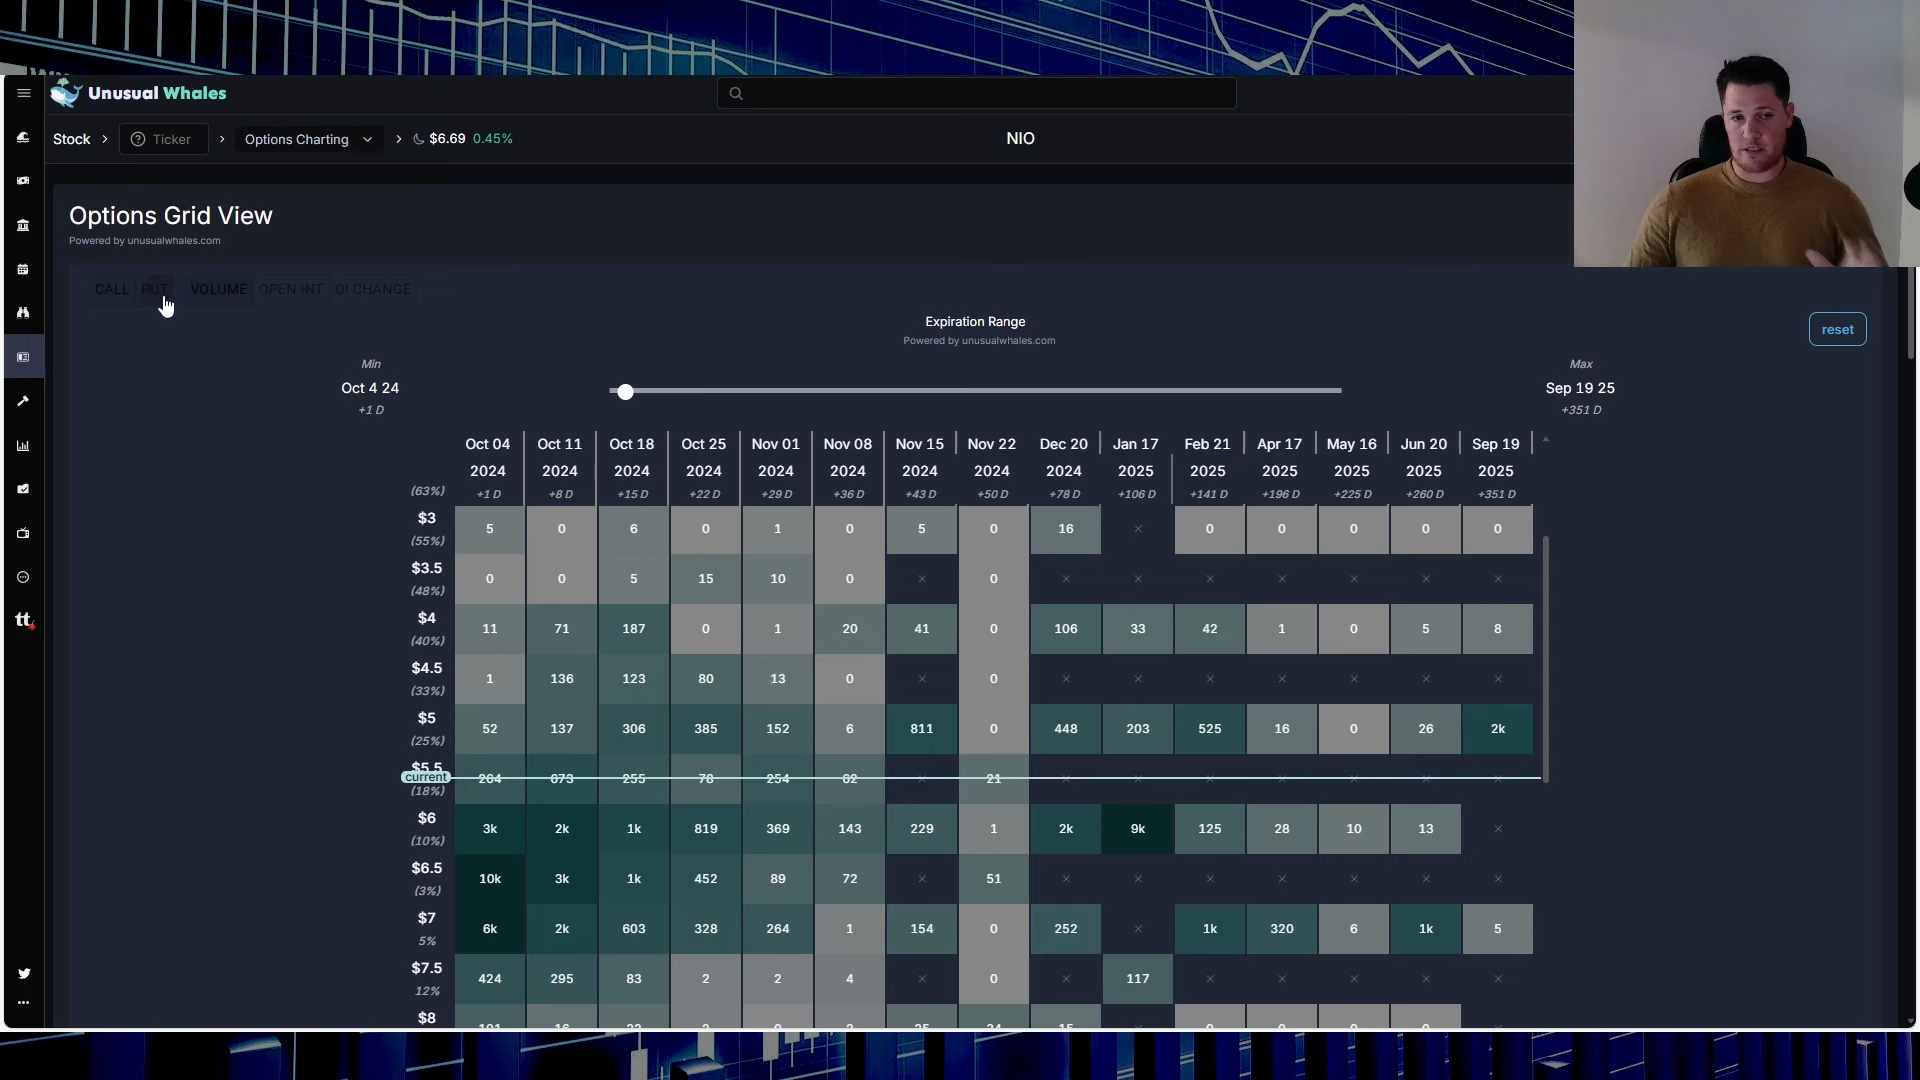 Unusual Whales
Stock > Ticker > Options Charting > $6.69 0.45%
NIO
Options Grid View
Powered by unusualwhales.com
CALL PUT VOLUME OPEN INT OI CHANGE
Expiration Range
Powered by unusualwhales.com
reset
Min
Oct 4 24
+1 D
Max
Sep 19 25
+351 D
Oct 04 Oct 11 Oct 18 Oct 25 Nov 01 Nov 08 Nov 15 Nov 22 Dec 20 Jan 17 Feb 21 Apr 17 May 16 Jun 20 Sep 19
2024 2024 2024 2024 2024 2024 2024 2024 2024 2025 2025 2025 2025 2025 2025
(63%) +1 D +8 D +15 D +22 D +29 D +36 D +43 D +50 D +78 D +106 D +141 D +196 D +225 D +260 D +351 D
$3 5 0 6 0 1 0 5 0 16 × 0 0 0 0 0
(55%)
$3.5 0 0 5 15 10 0 × 0 × × × × × × ×
(48%)
$4 11 71 187 0 1 20 41 0 106 33 42 1 0 5 8
(40%)
$4.5 1 136 123 80 13 0 × 0 × × × × × × ×
(33%)
$5 52 137 306 385 152 6 811 0 448 203 525 16 0 26 2k
(25%)
$5.5
current 255 78 254 21
(18%)
$6 3k 2k 1k 819 369 143 229 1 2k 9k 125 28 10 13 ×
(10%)
$6.5 10k 3k 1k 452 89 72 × 51 × × × × × × ×
(3%)
$7 6k 2k 603 328 264 1 154 0 252 × 1k 320 6 1k 5
5%
$7.5 424 295 83 2 2 4 × 0 × 117 × × × × ×
12%
$8
tt